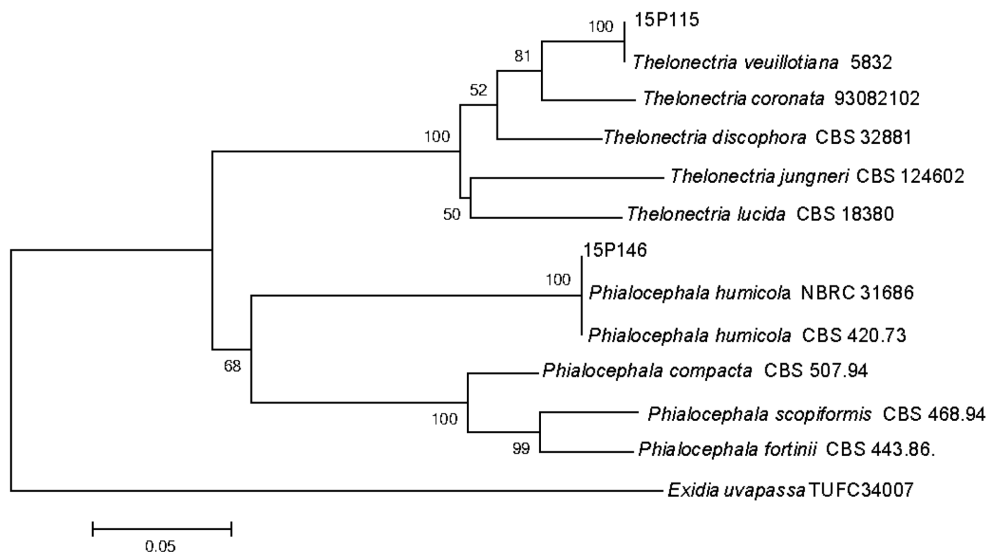 15P115
100
Thelonectria veuillotiana 5832
81
Thelonectria coronata 93082102
52
Thelonectria discophora CBS 32881
100
Thelonectria jungneri CBS 124602
50
Thelonectria lucida CBS 18380
15P146
100
Phialocephala humicola NBRC 31686
Phialocephala humicola CBS 420.73
68
Phialocephala compacta CBS 507.94
100
Phialocephala scopiformis CBS 468.94
99
Phialocephala fortinii CBS 443.86.
Exidia uvapassa TUFC34007
0.05